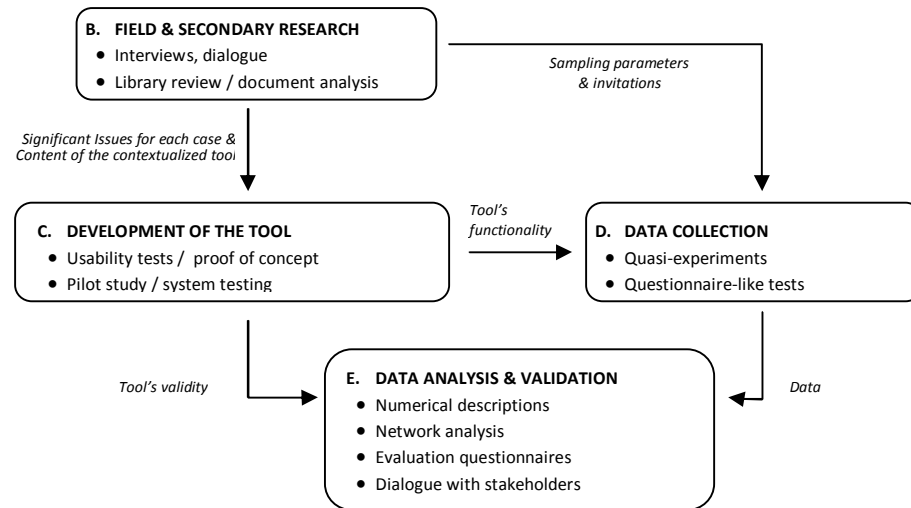 B. FIELD & SECONDARY RESEARCH
• Interviews, dialogue
• Library review / document analysis
Sampling parameters
& invitations
Significant Issues for each case &
Content of the contextualized tool
C. DEVELOPMENT OF THE TOOL
• Usability tests / proof of concept
• Pilot study / system testing
Tool's
functionality
D. DATA COLLECTION
• Quasi-experiments
• Questionnaire-like tests
Tool's validity
E. DATA ANALYSIS & VALIDATION
• Numerical descriptions
• Network analysis
• Evaluation questionnaires
• Dialogue with stakeholders
Data